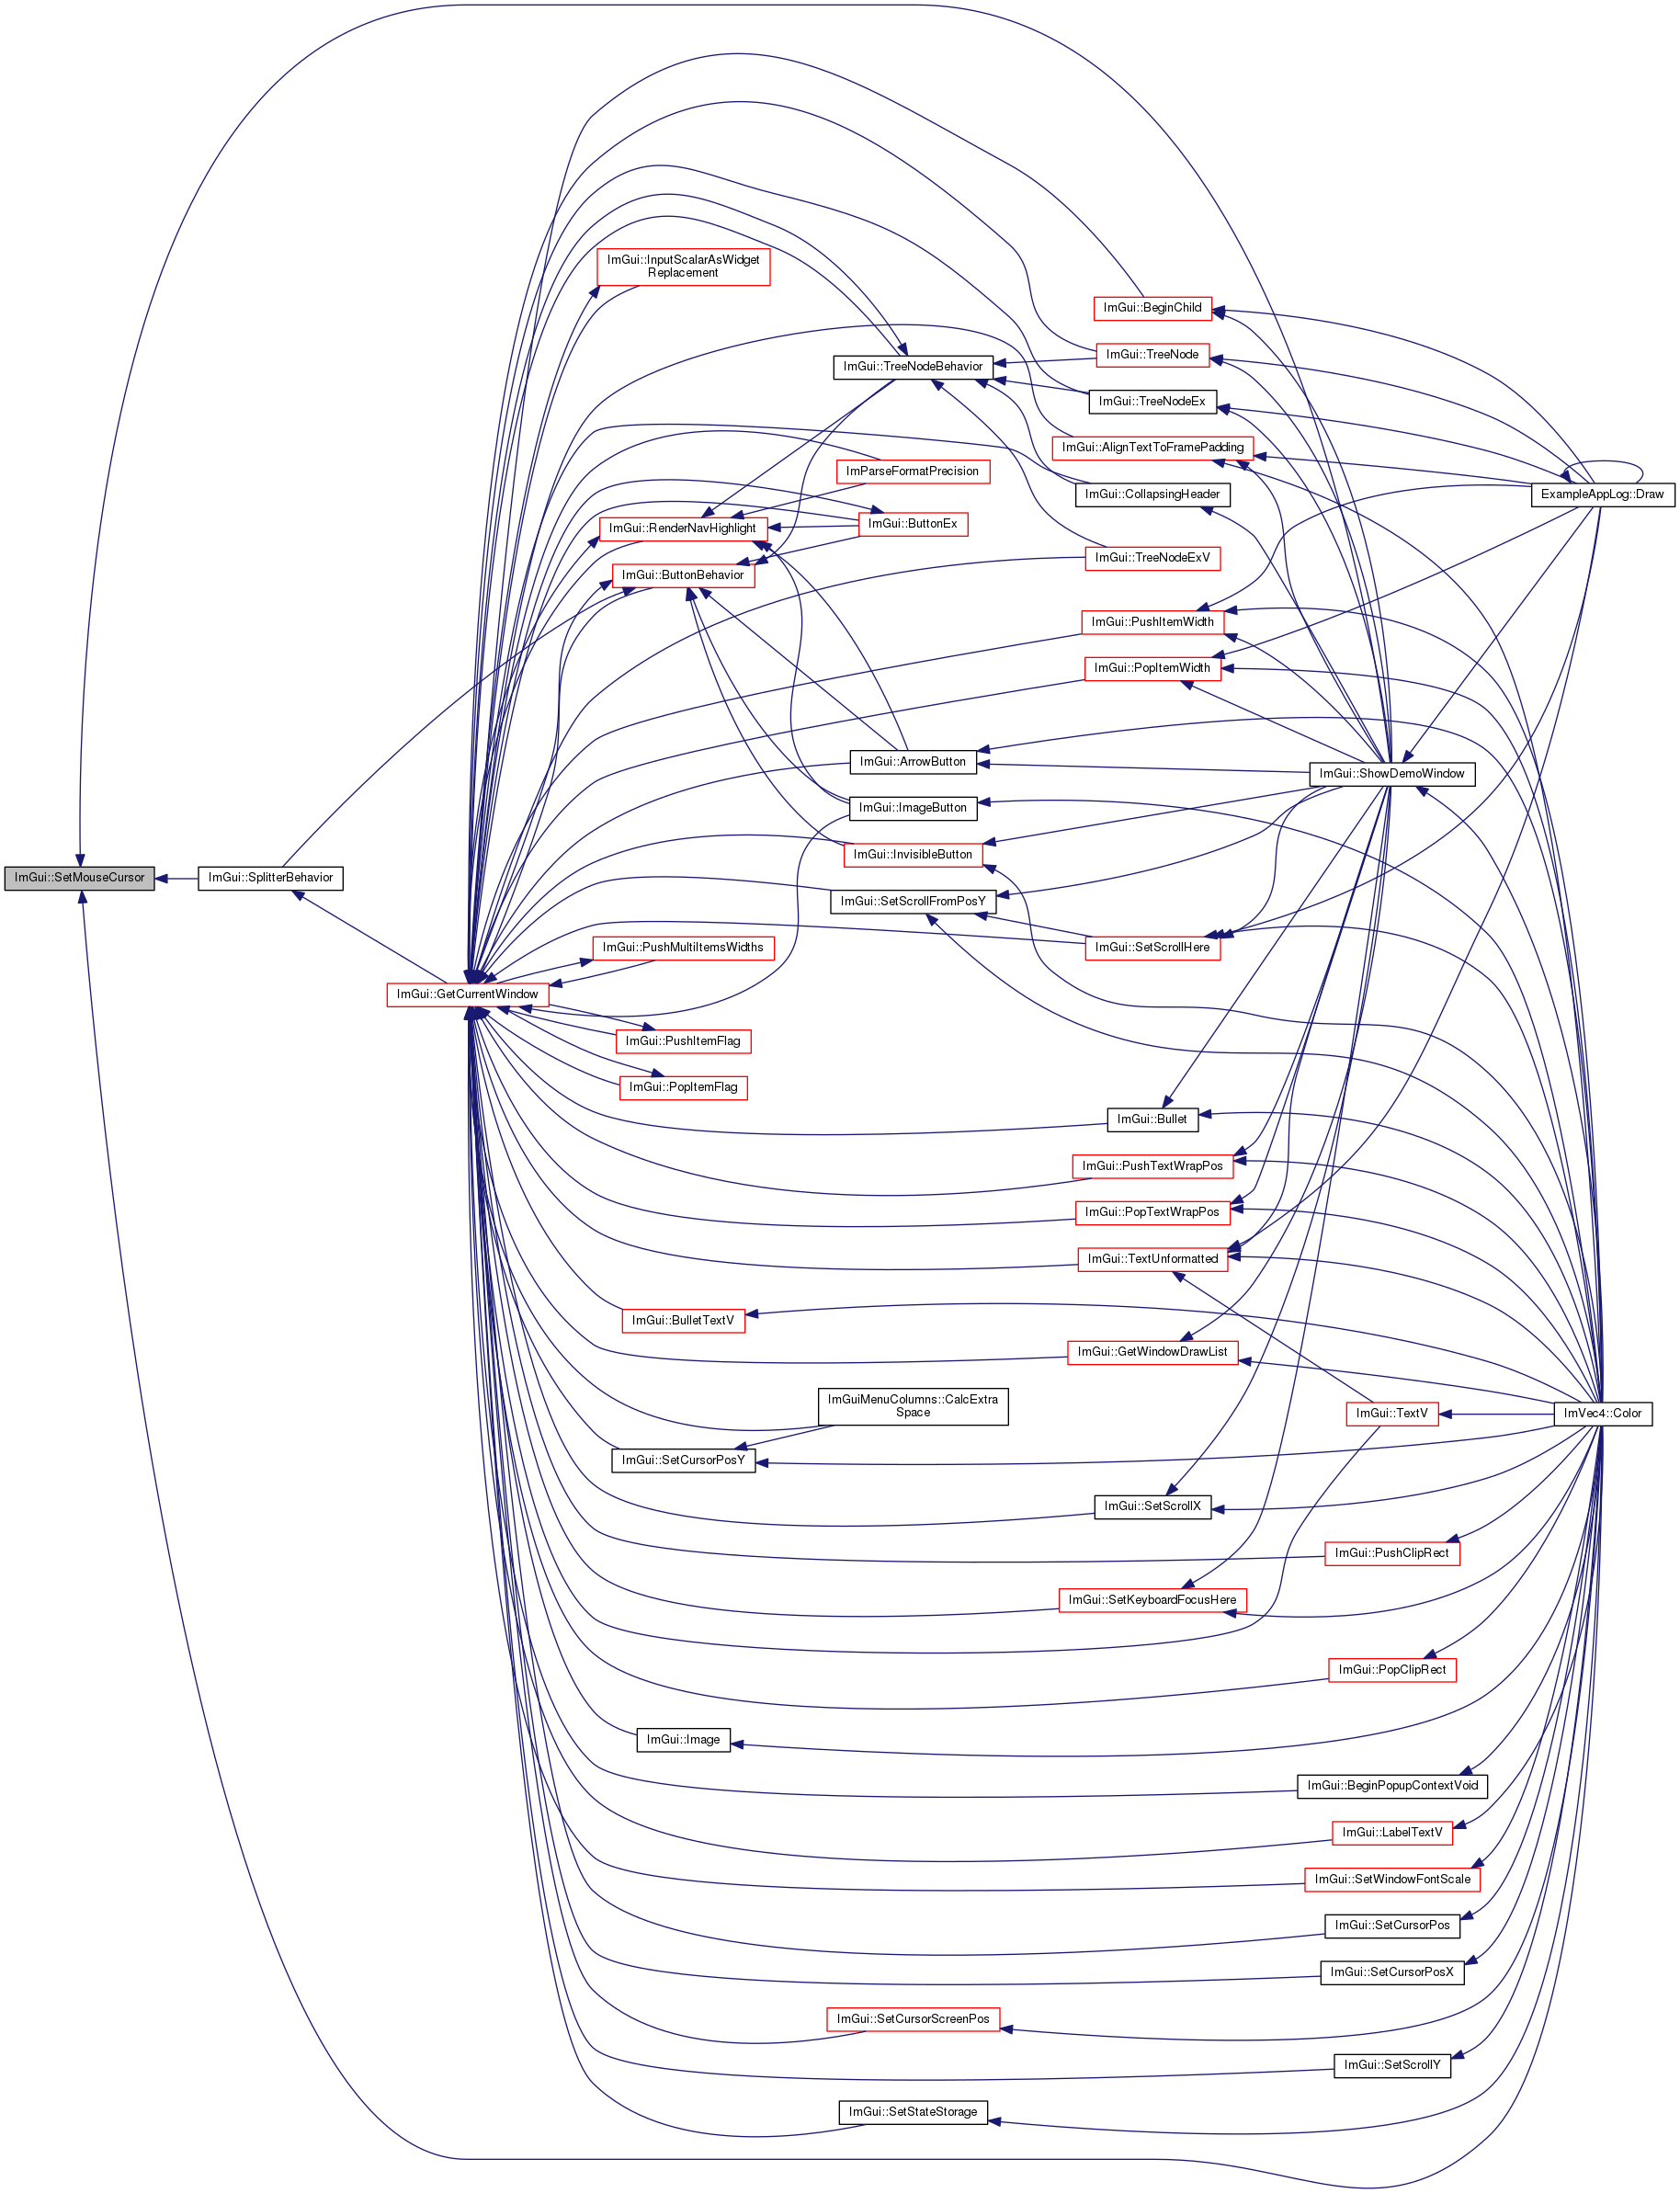 ImGui::InputScalarAsWidget
Replacement
ImGui::BeginChild
ImGui::TreeNode
ImGui::TreeNodeBehavior
ImGui::TreeNodeEx
ImGui::AlignTextToFramePadding
ImParseFormatPrecision
ImGui::CollapsingHeader
ExampleAppLog::Draw
ImGui::RenderNavHighlight
ImGui::ButtonEx
ImGui::TreeNodeExV
ImGui::ButtonBehavior
ImGui::PushItemWidth
ImGui::PopItemWidth
ImGui::ArrowButton
ImGui::ShowDemoWindow
ImGui::ImageButton
ImGui::InvisibleButton
ImGui::SetMouseCursor
ImGui::SplitterBehavior
ImGui::SetScrollFromPosY
ImGui::PushMultiItemsWidths
ImGui::SetScrollHere
ImGui::GetCurrentWindow
ImGui::PushItemFlag
ImGui::PopItemFlag
ImGui::Bullet
ImGui::PushTextWrapPos
ImGui::PopTextWrapPos
ImGui::TextUnformatted
ImGui::BulletTextV
ImGui::GetWindowDrawList
ImGuiMenuColumns::CalcExtra
Space
ImGui::TextV
ImVec4::Color
ImGui::SetCursorPosY
ImGui::SetScrollX
ImGui::PushClipRect
ImGui::SetKeyboardFocusHere
ImGui::PopClipRect
ImGui::Image
ImGui::BeginPopupContextVoid
ImGui::LabelTextV
ImGui::SetWindowFontScale
ImGui::SetCursorPos
ImGui::SetCursorPosX
ImGui::SetCursorScreenPos
ImGui::SetScrollY
ImGui::SetStateStorage